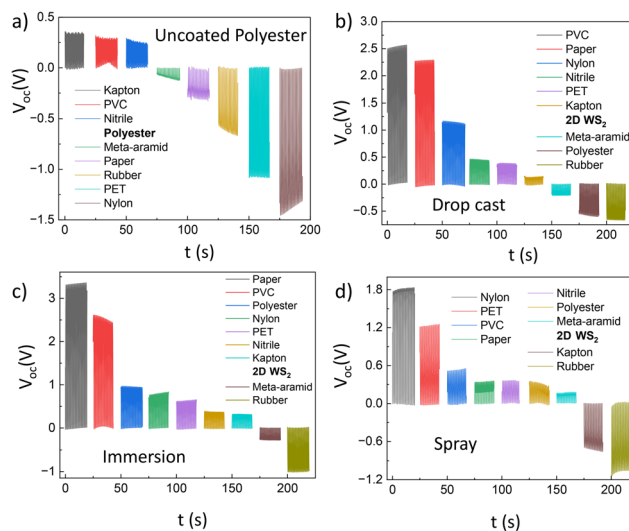 a)
Uncoated Polyester
0.5
0.0
−0.5
−1.0
−1.5
V_oc(V)
Kapton
PVC
Nitrile
Polyester
Meta-aramid
Paper
Rubber
PET
Nylon
0
50
100
150
200
t (s)
b)
3.0
2.5
2.0
1.5
1.0
0.5
0.0
−0.5
V_oc(V)
PVC
Paper
Nylon
Nitrile
PET
Kapton
2D WS₂
Meta-aramid
Polyester
Rubber
Drop cast
0
50
100
150
200
t (s)
c)
3
2
1
0
−1
V_oc(V)
Paper
PVC
Polyester
Nylon
PET
Nitrile
Kapton
2D WS₂
Meta-aramid
Rubber
Immersion
0
50
100
150
200
t (s)
d)
1.8
1.2
0.6
0.0
−0.6
−1.2
V_oc(V)
Nylon
PET
PVC
Paper
Nitrile
Polyester
Meta-aramid
2D WS₂
Kapton
Rubber
Spray
0
50
100
150
200
t (s)